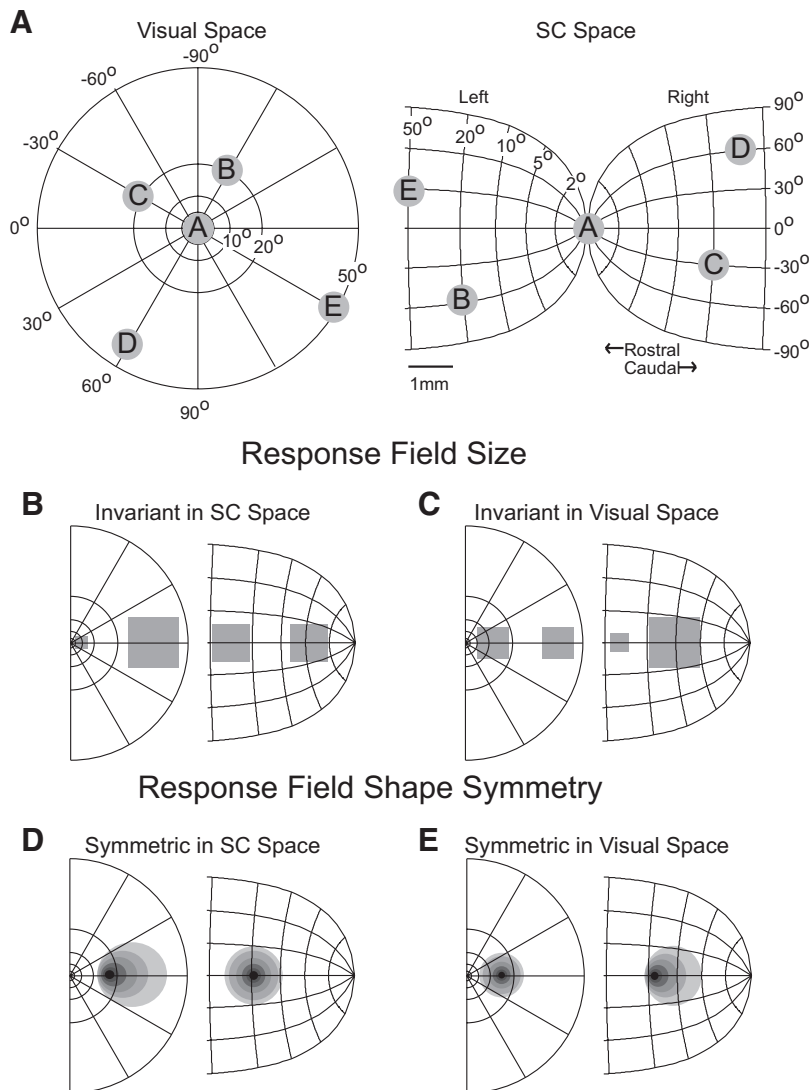 A
Visual Space
SC Space
-90°
-60°
-30°
0°
30°
60°
90°
10°
20°
50°
A
B
C
D
E
Left
Right
50°
20°
10°
5°
2°
90°
60°
30°
0°
-30°
-60°
-90°
E
B
A
D
C
←Rostral
Caudal→
1mm
Response Field Size
B
Invariant in SC Space
C
Invariant in Visual Space
Response Field Shape Symmetry
D
Symmetric in SC Space
E
Symmetric in Visual Space